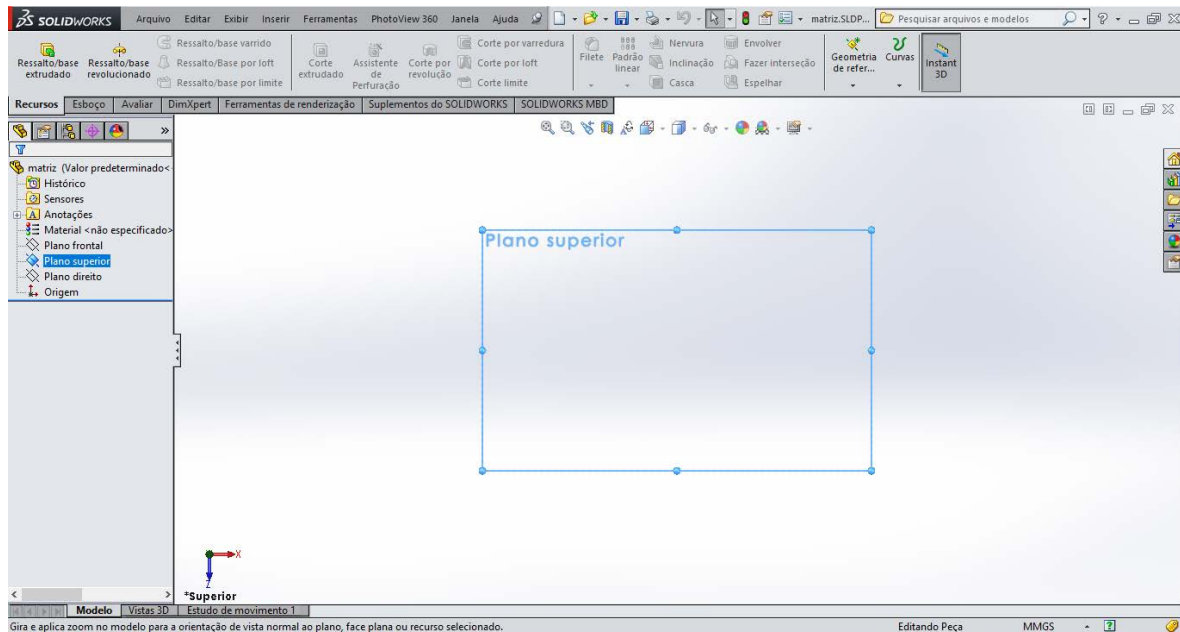 SOLIDWORKS Arquivo Editar Exibir Inserir Ferramentas PhotoView 360 Janela Ajuda matriz.SLDP... Pesquisar arquivos e modelos
Ressalto/base extrudado
Ressalto/base revolucionado
Ressalto/base varrido
Ressalto/Base por loft
Ressalto/base por limite
Corte extrudado
Assistente de Perfuração
Corte por revolução
Corte por varredura
Corte por loft
Corte limite
Filete
Padrão linear
Nervura
Inclinação
Casca
Envolver
Fazer interseção
Espelhar
Geometria de refer...
Curvas
Instant 3D
Recursos Esboço Avaliar DimXpert Ferramentas de renderização Suplementos do SOLIDWORKS SOLIDWORKS MBD
matriz (Valor predeterminado<
Histórico
Sensores
Anotações
Material <não especificado>
Plano frontal
Plano superior
Plano direito
Origem
Plano superior
X
Z
*Superior
Modelo Vistas 3D Estudo de movimento 1
Gira e aplica zoom no modelo para a orientação de vista normal ao plano, face plana ou recurso selecionado. Editando Peça MMGS